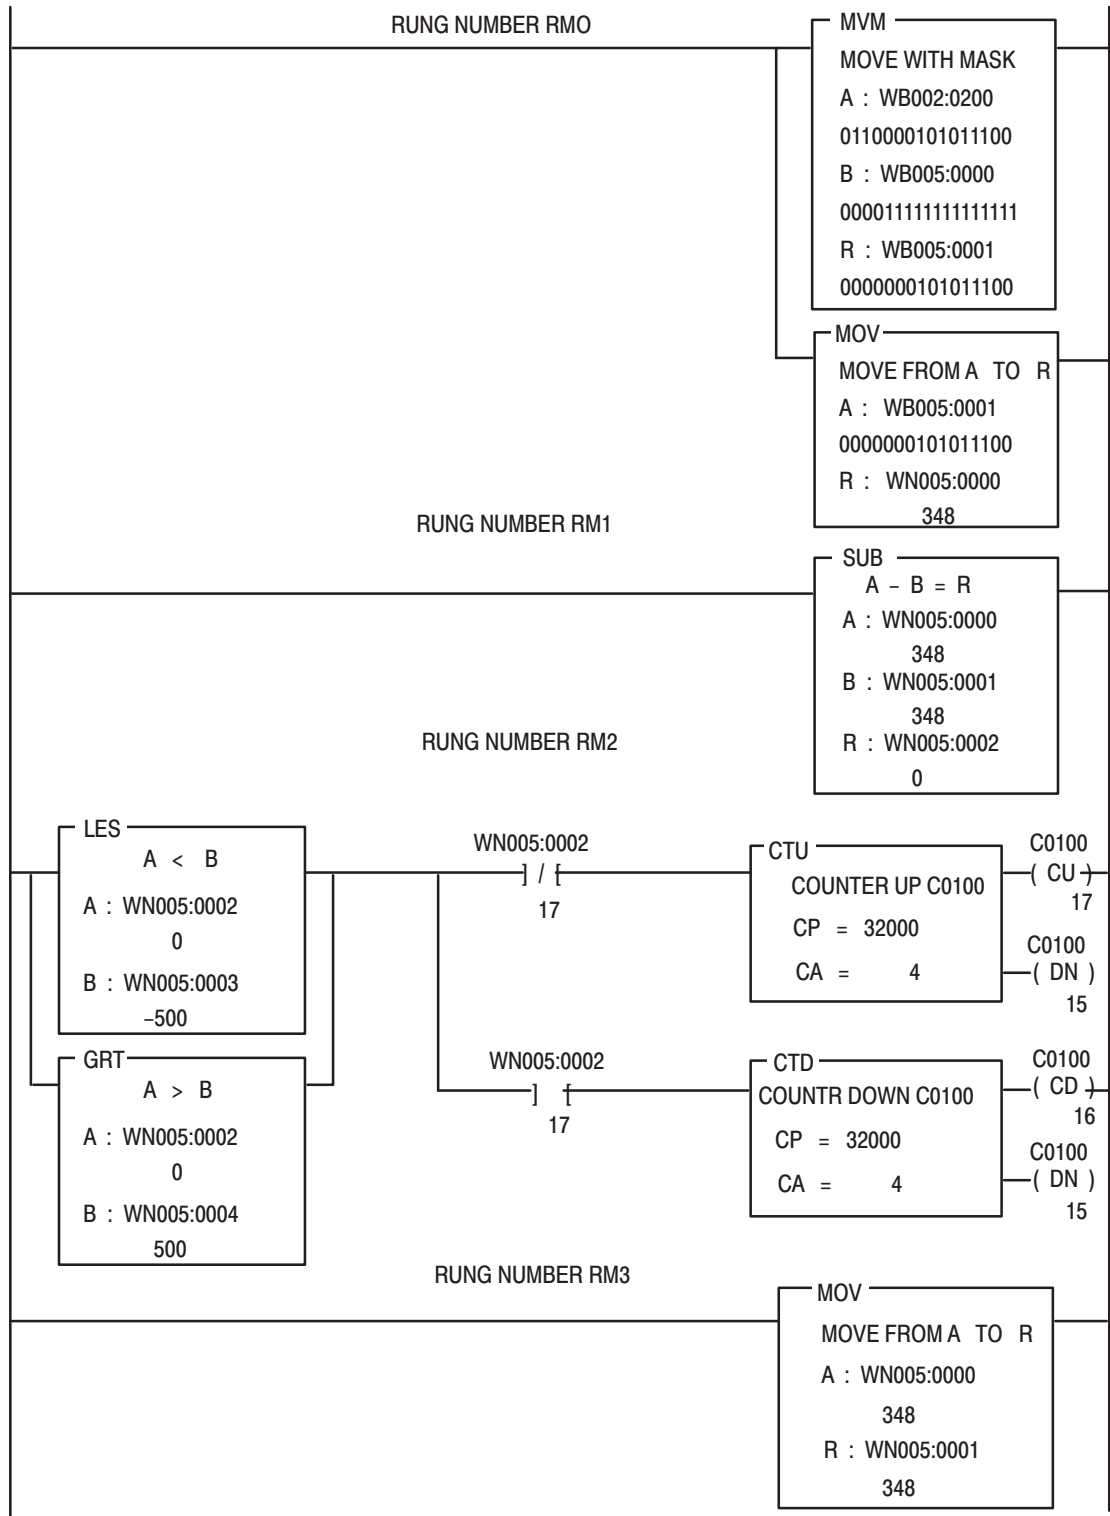 RUNG NUMBER RMO
MVM
MOVE WITH MASK
A : WB002:0200
0110000101011100
B : WB005:0000
0000111111111111
R : WB005:0001
0000000101011100
MOV
MOVE FROM A TO R
A : WB005:0001
0000000101011100
R : WN005:0000
348
RUNG NUMBER RM1
SUB
A – B = R
A : WN005:0000
348
B : WN005:0001
348
R : WN005:0002
0
RUNG NUMBER RM2
LES
A < B
A : WN005:0002
0
B : WN005:0003
–500
GRT
A > B
A : WN005:0002
0
B : WN005:0004
500
WN005:0002
] / [
17
CTU
COUNTER UP C0100
CP = 32000
CA = 4
C0100
( CU )
17
C0100
( DN )
15
WN005:0002
] [
17
CTD
COUNTR DOWN C0100
CP = 32000
CA = 4
C0100
( CD )
16
C0100
( DN )
15
RUNG NUMBER RM3
MOV
MOVE FROM A TO R
A : WN005:0000
348
R : WN005:0001
348